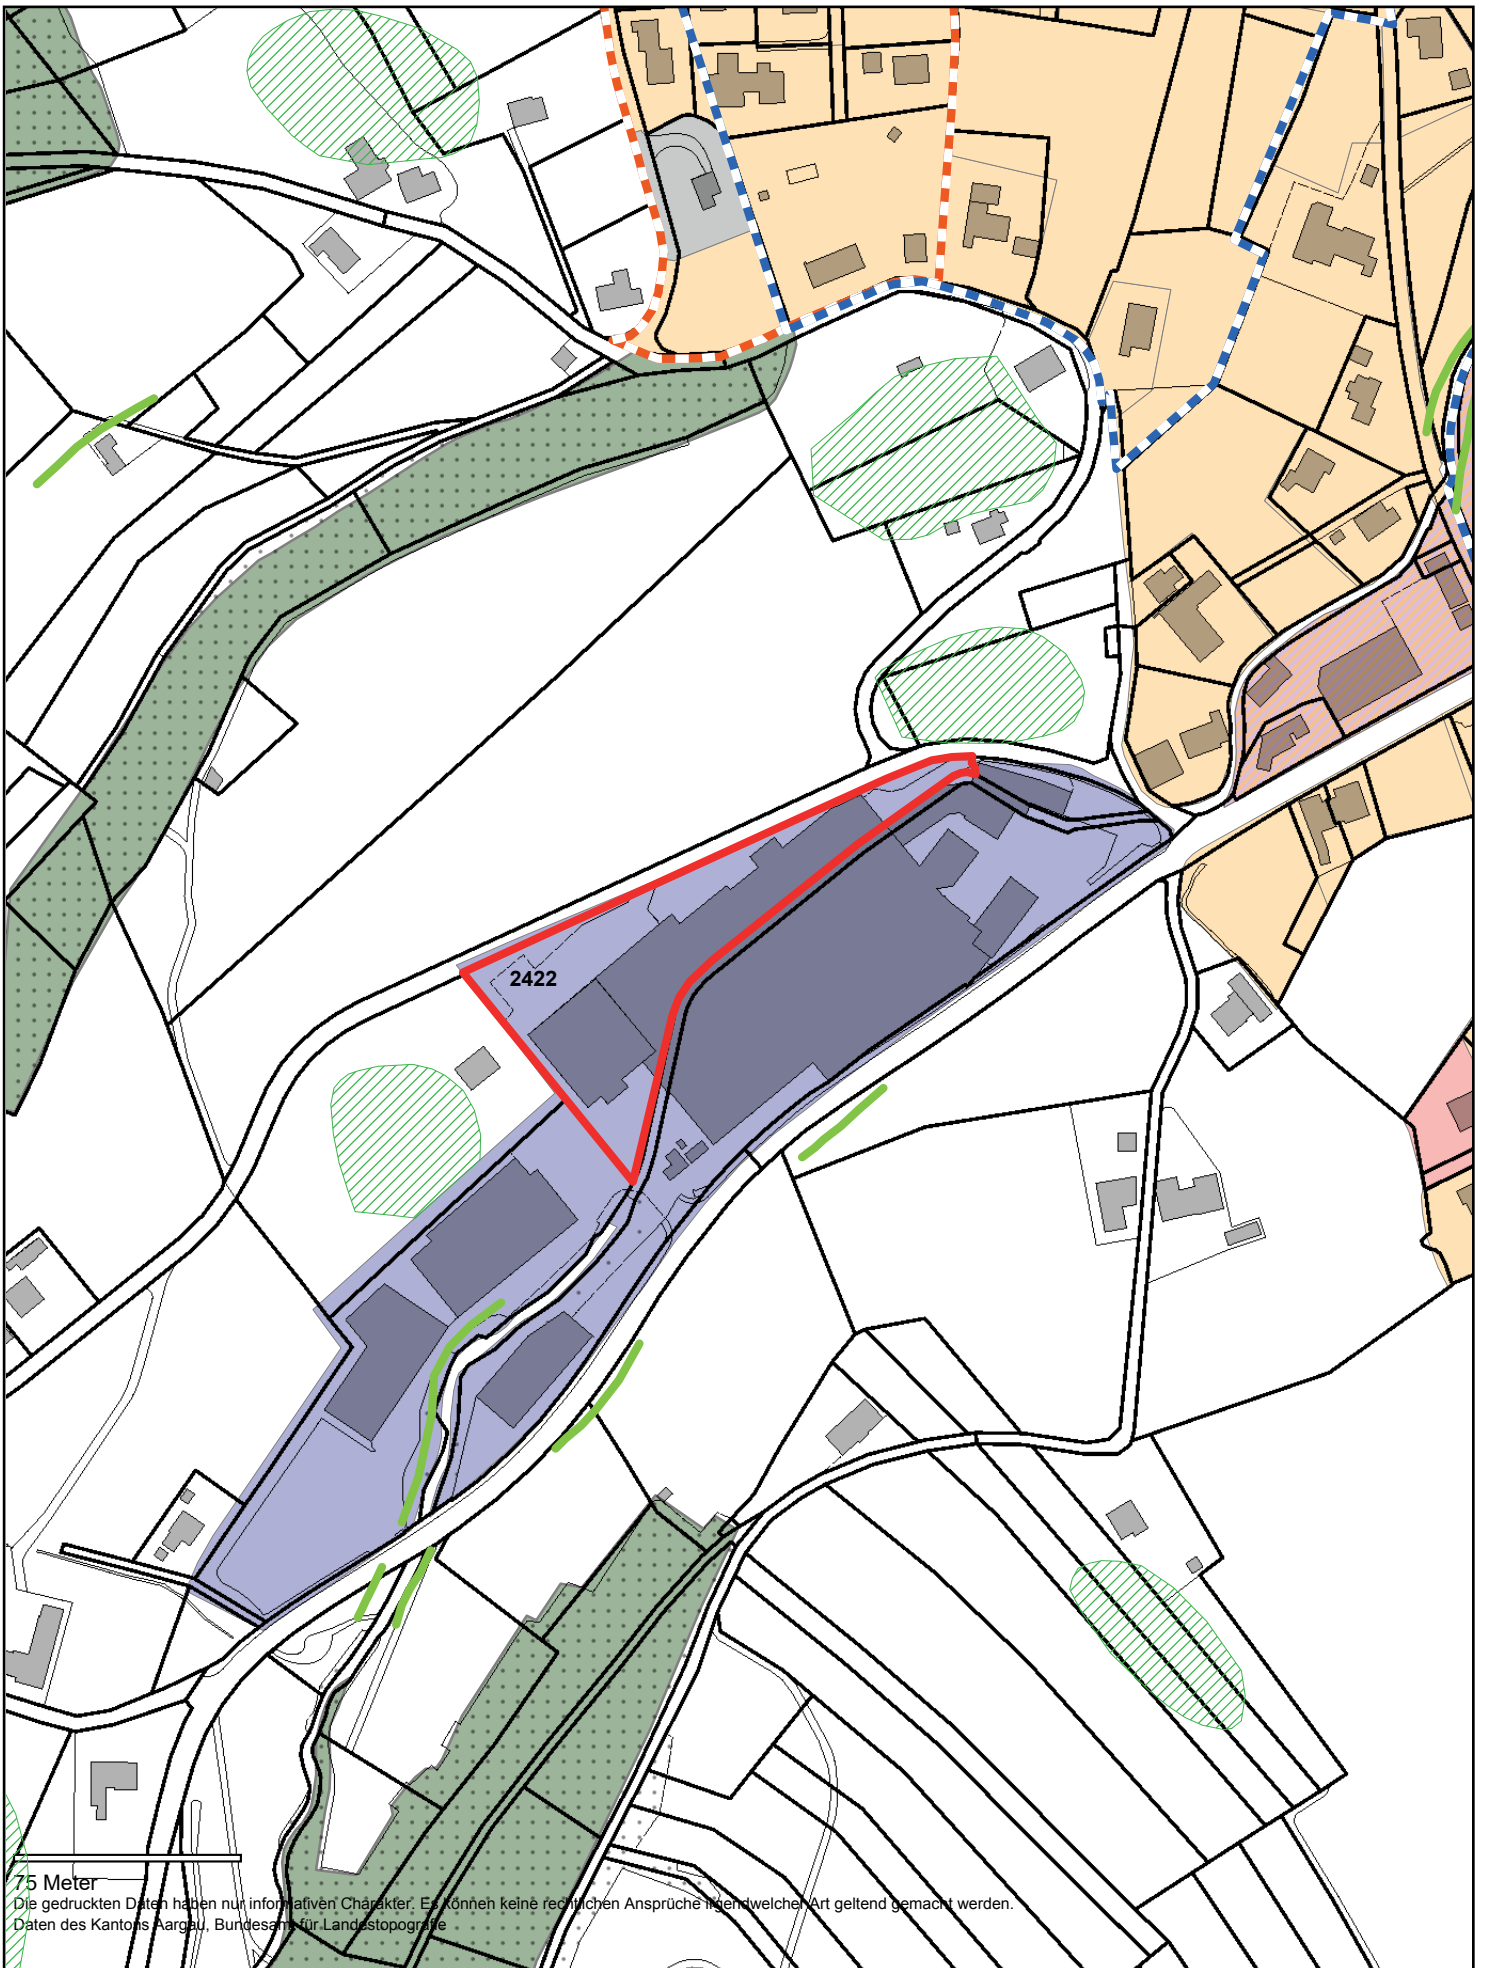 2422
75 Meter
Die gedruckten Daten haben nur informativen Charakter. Es können keine rechtlichen Ansprüche irgendwelcher Art geltend gemacht werden.
Daten des Kantons Aargau, Bundesamt für Landestopografie